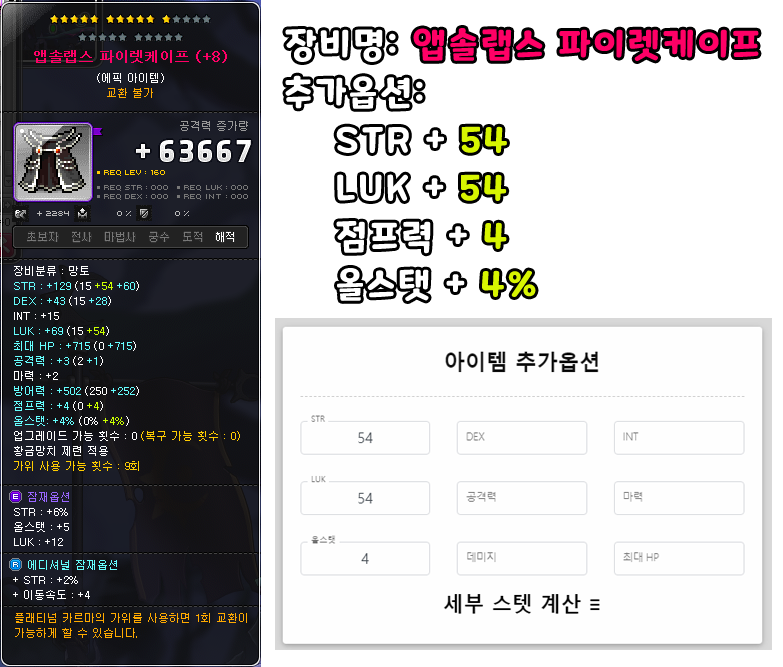 앱솔랩스 파이렛케이프 (+8)
(에픽 아이템)
교환 불가
공격력 증가량
+ 63667
REQ LEV : 160
REQ STR : 000
REQ LUK : 000
REQ DEX : 000
REQ INT : 000
+ 2284
0 %
0 %
초보자 전사 마법사 궁수 도적 해적
장비분류 : 망토
STR : +129 (15 +54 +60)
DEX : +43 (15 +28)
INT : +15
LUK : +69 (15 +54)
최대 HP : +715 (0 +715)
공격력 : +3 (2 +1)
마력 : +2
방어력 : +502 (250 +252)
점프력 : +4 (0 +4)
올스탯: +4% (0% +4%)
업그레이드 가능 횟수 : 0 (복구 가능 횟수 : 0)
황금망치 제련 적용
가위 사용 가능 횟수 : 9회
E 잠재옵션
STR : +6%
올스탯 : +5
LUK : +12
R 에디셔널 잠재옵션
+ STR : +2%
+ 이동속도 : +4
플래티넘 카르마의 가위를 사용하면 1회 교환이
가능하게 할 수 있습니다.
장비명: 앱솔랩스 파이렛케이프
추가옵션:
STR + 54
LUK + 54
점프력 + 4
올스탯 + 4%
아이템 추가옵션
STR
54
DEX
INT
LUK
54
공격력
마력
올스탯
4
데미지
최대 HP
세부 스텟 계산